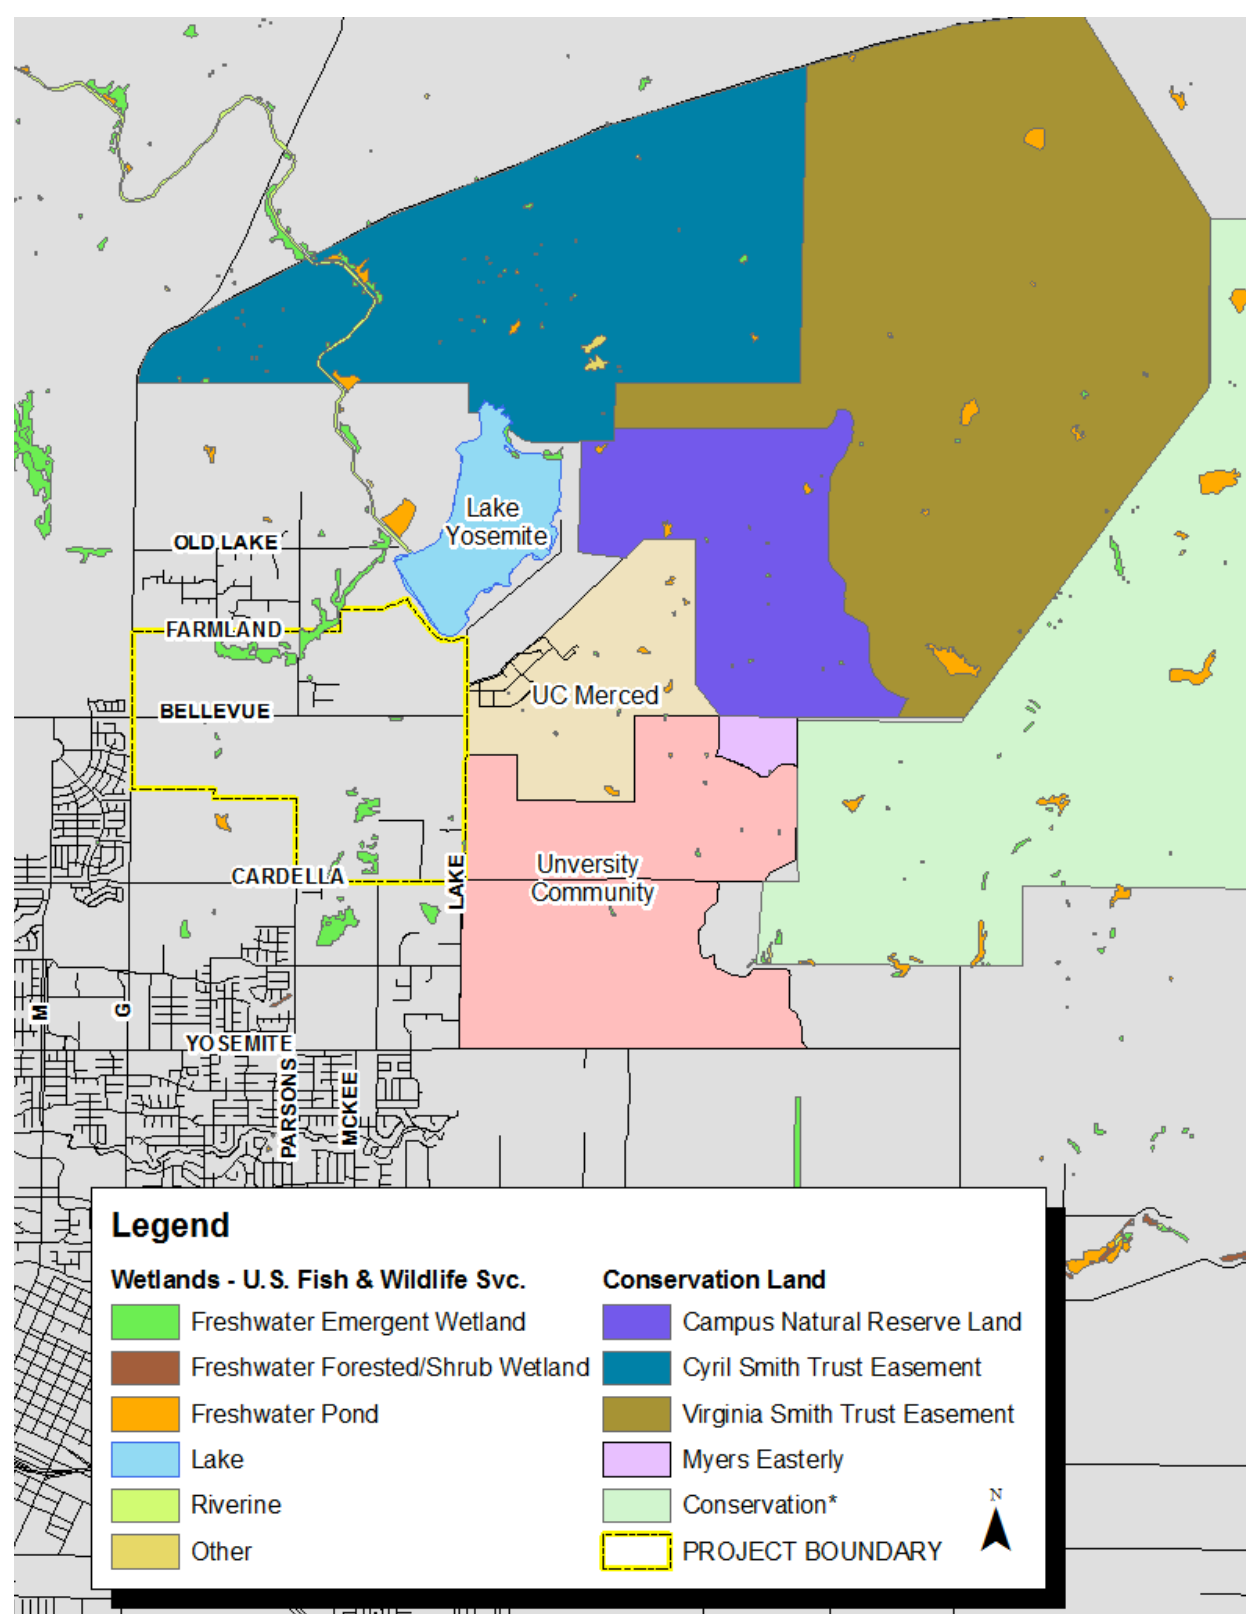 Lake
Yosemite
OLD LAKE
FARMLAND
UC Merced
BELLEVUE
Unversity
Community
CARDELLA
LAKE
M
G
YOSEMITE
PARSONS
MCKEE
Legend
Wetlands - U.S. Fish & Wildlife Svc.
Freshwater Emergent Wetland
Freshwater Forested/Shrub Wetland
Freshwater Pond
Lake
Riverine
Other
Conservation Land
Campus Natural Reserve Land
Cyril Smith Trust Easement
Virginia Smith Trust Easement
Myers Easterly
Conservation*
PROJECT BOUNDARY
N